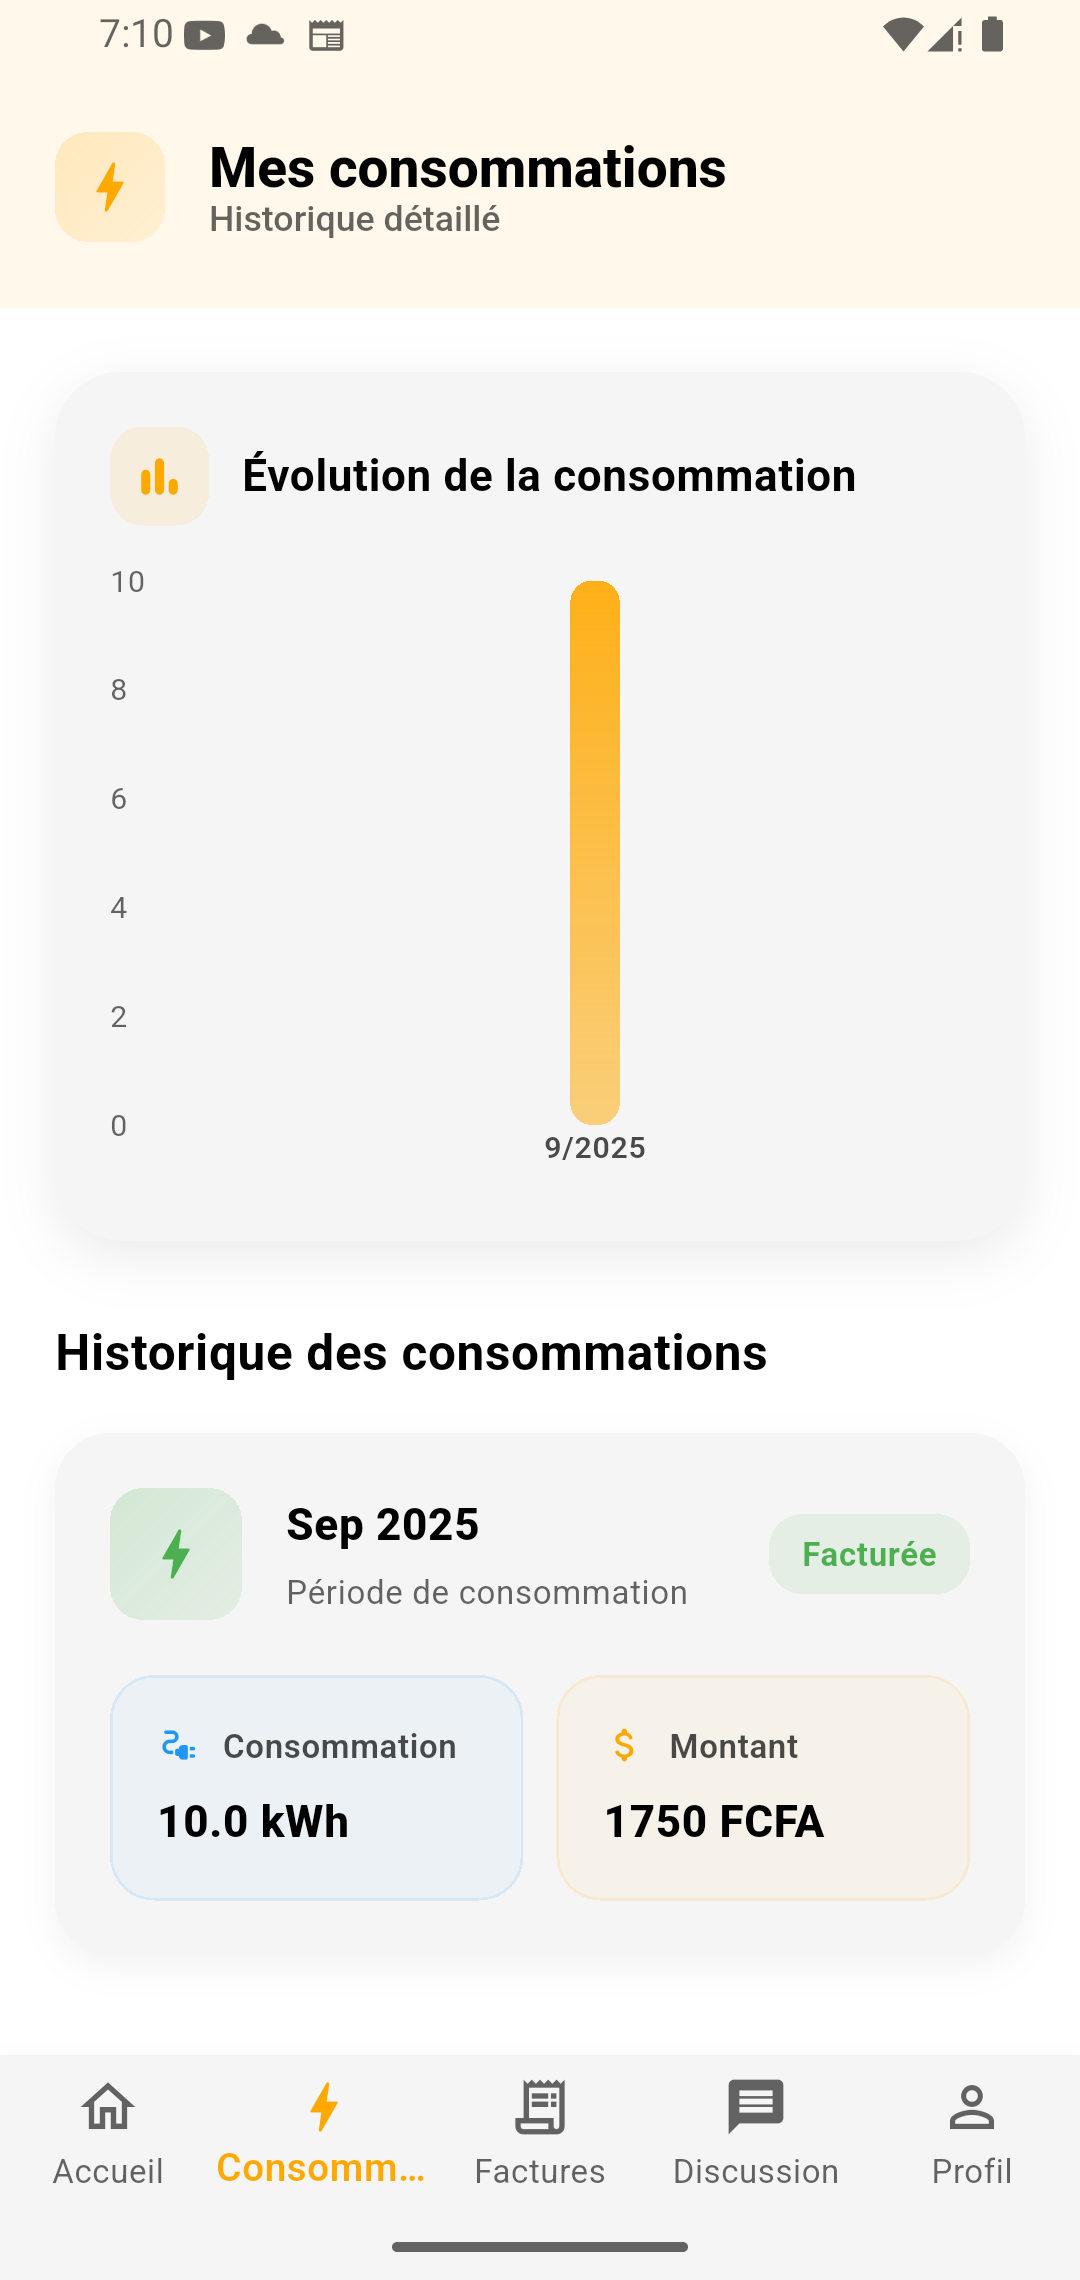 7:10
Mes consommations
Historique détaillé
Évolution de la consommation
10
8
6
4
2
0
9/2025
Historique des consommations
Sep 2025
Période de consommation
Facturée
Consommation
10.0 kWh
Montant
1750 FCFA
Accueil
Consomm…
Factures
Discussion
Profil